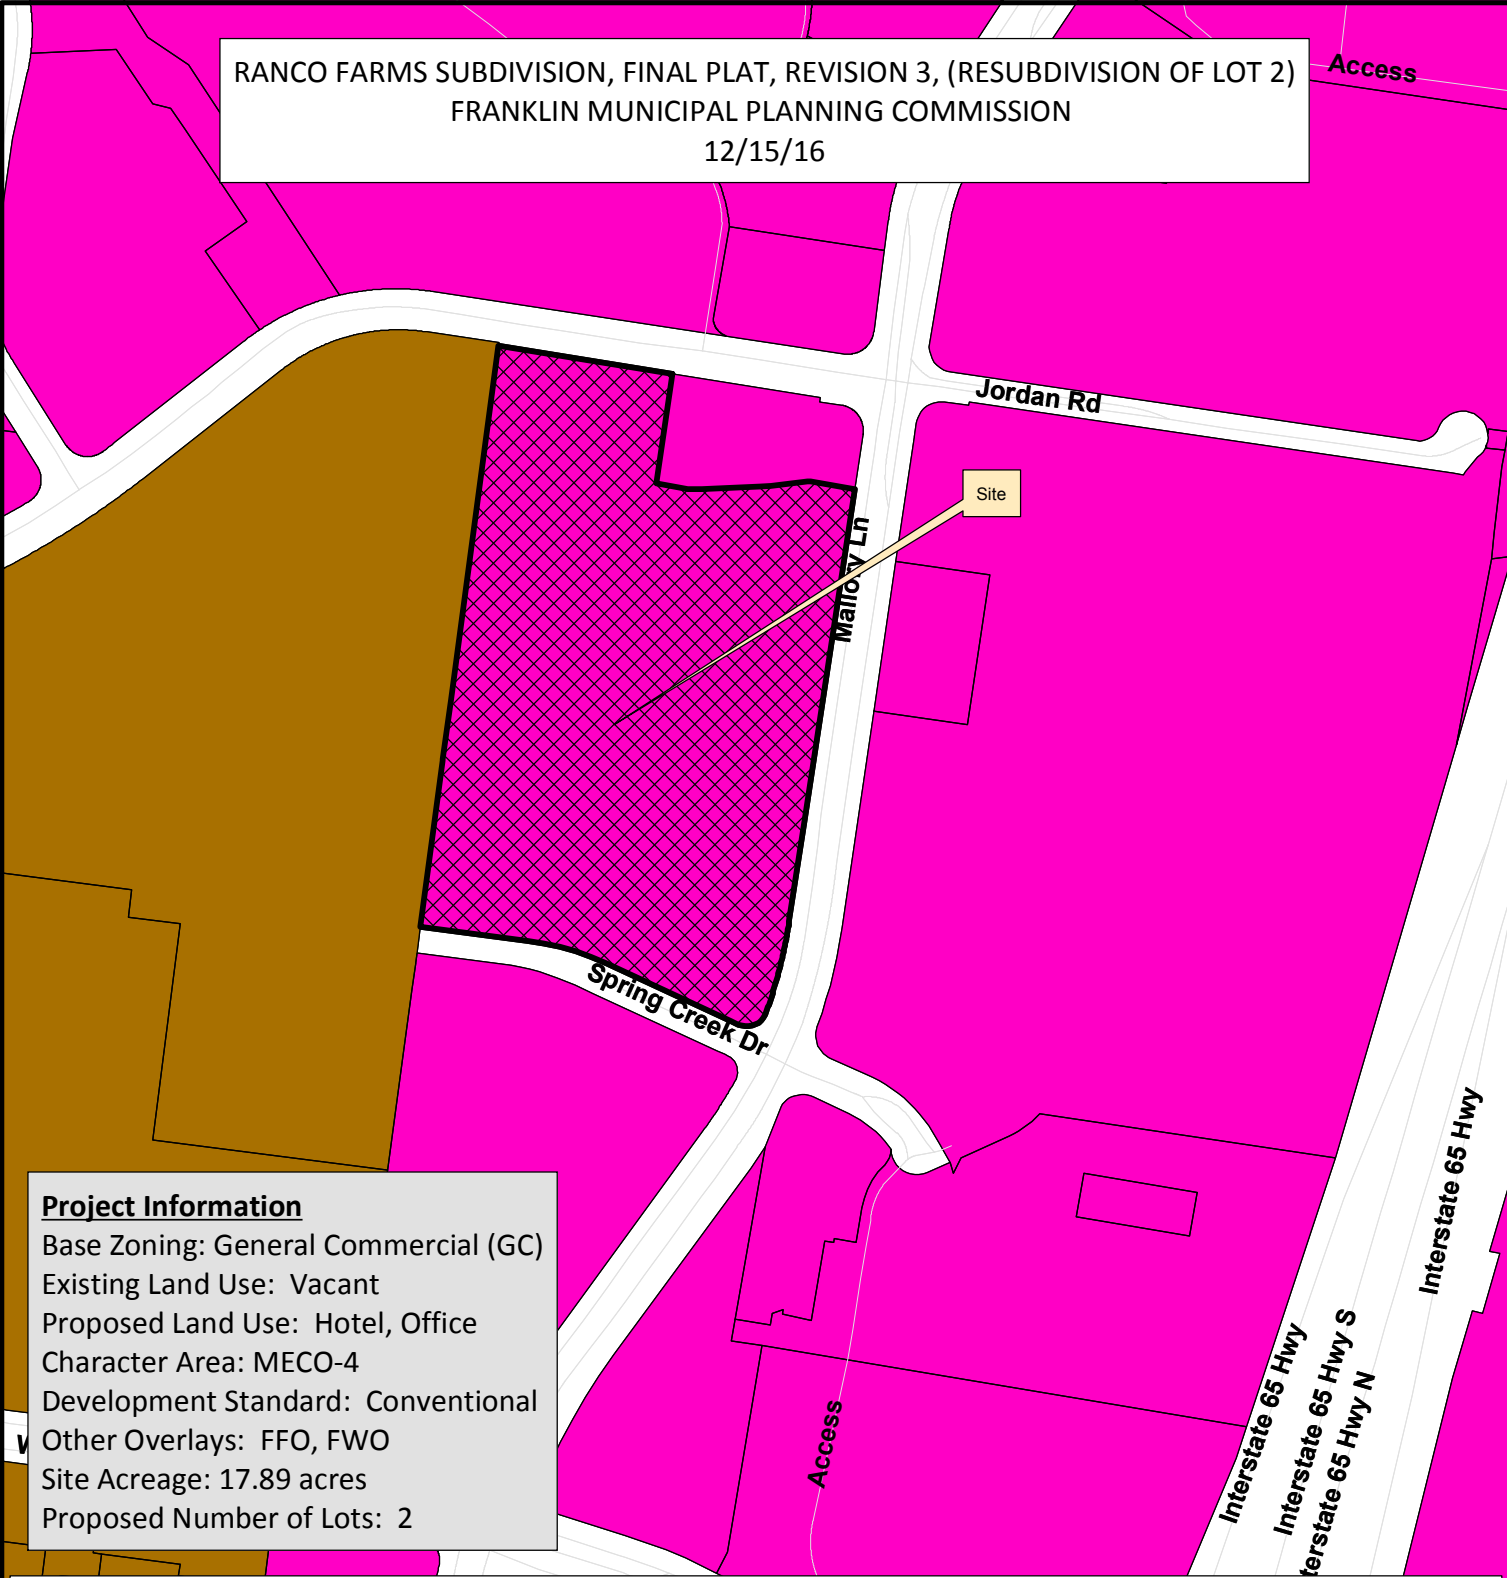 RANCO FARMS SUBDIVISION, FINAL PLAT, REVISION 3, (RESUBDIVISION OF LOT 2)
FRANKLIN MUNICIPAL PLANNING COMMISSION
12/15/16
Access
Jordan Rd
Site
Mallory Ln
Spring Creek Dr
Interstate 65 Hwy
Project Information
Base Zoning: General Commercial (GC)
Existing Land Use: Vacant
Proposed Land Use: Hotel, Office
Character Area: MECO-4
Development Standard: Conventional
Other Overlays: FFO, FWO
Site Acreage: 17.89 acres
Proposed Number of Lots: 2
Access
Interstate 65 Hwy
Interstate 65 Hwy S
terstate 65 Hwy N